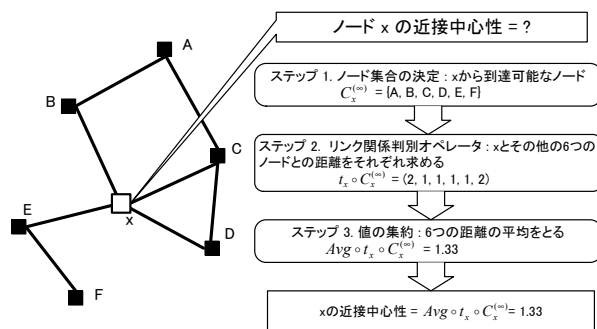 ノード x の近接中心性 = ?
A
B
C
D
E
F
x
ステップ 1. ノード集合の決定 : xから到達可能なノード
C_x^(∞) = {A, B, C, D, E, F}
ステップ 2. リンク関係判別オペレータ : xとその他の6つの
ノードとの距離をそれぞれ求める
t_x ∘ C_x^(∞) = (2, 1, 1, 1, 1, 2)
ステップ 3. 値の集約 : 6つの距離の平均をとる
Avg ∘ t_x ∘ C_x^(∞) = 1.33
xの近接中心性 = Avg ∘ t_x ∘ C_x^(∞) = 1.33